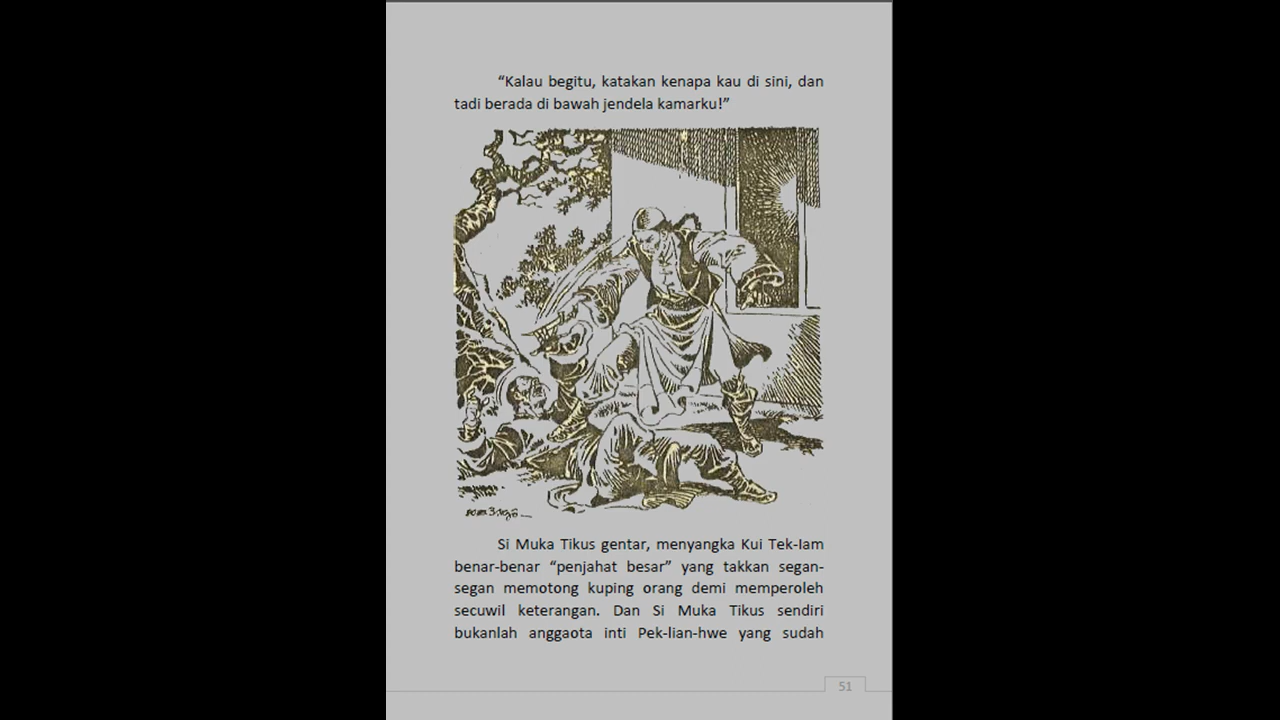 “Kalau begitu, katakan kenapa kau di sini, dan
tadi berada di bawah jendela kamarku!”
Si Muka Tikus gentar, menyangka Kui Tek-lam
benar-benar “penjahat besar” yang takkan segan-
segan memotong kuping orang demi memperoleh
secuwil keterangan. Dan Si Muka Tikus sendiri
bukanlah anggaota inti Pek-lian-hwe yang sudah
51